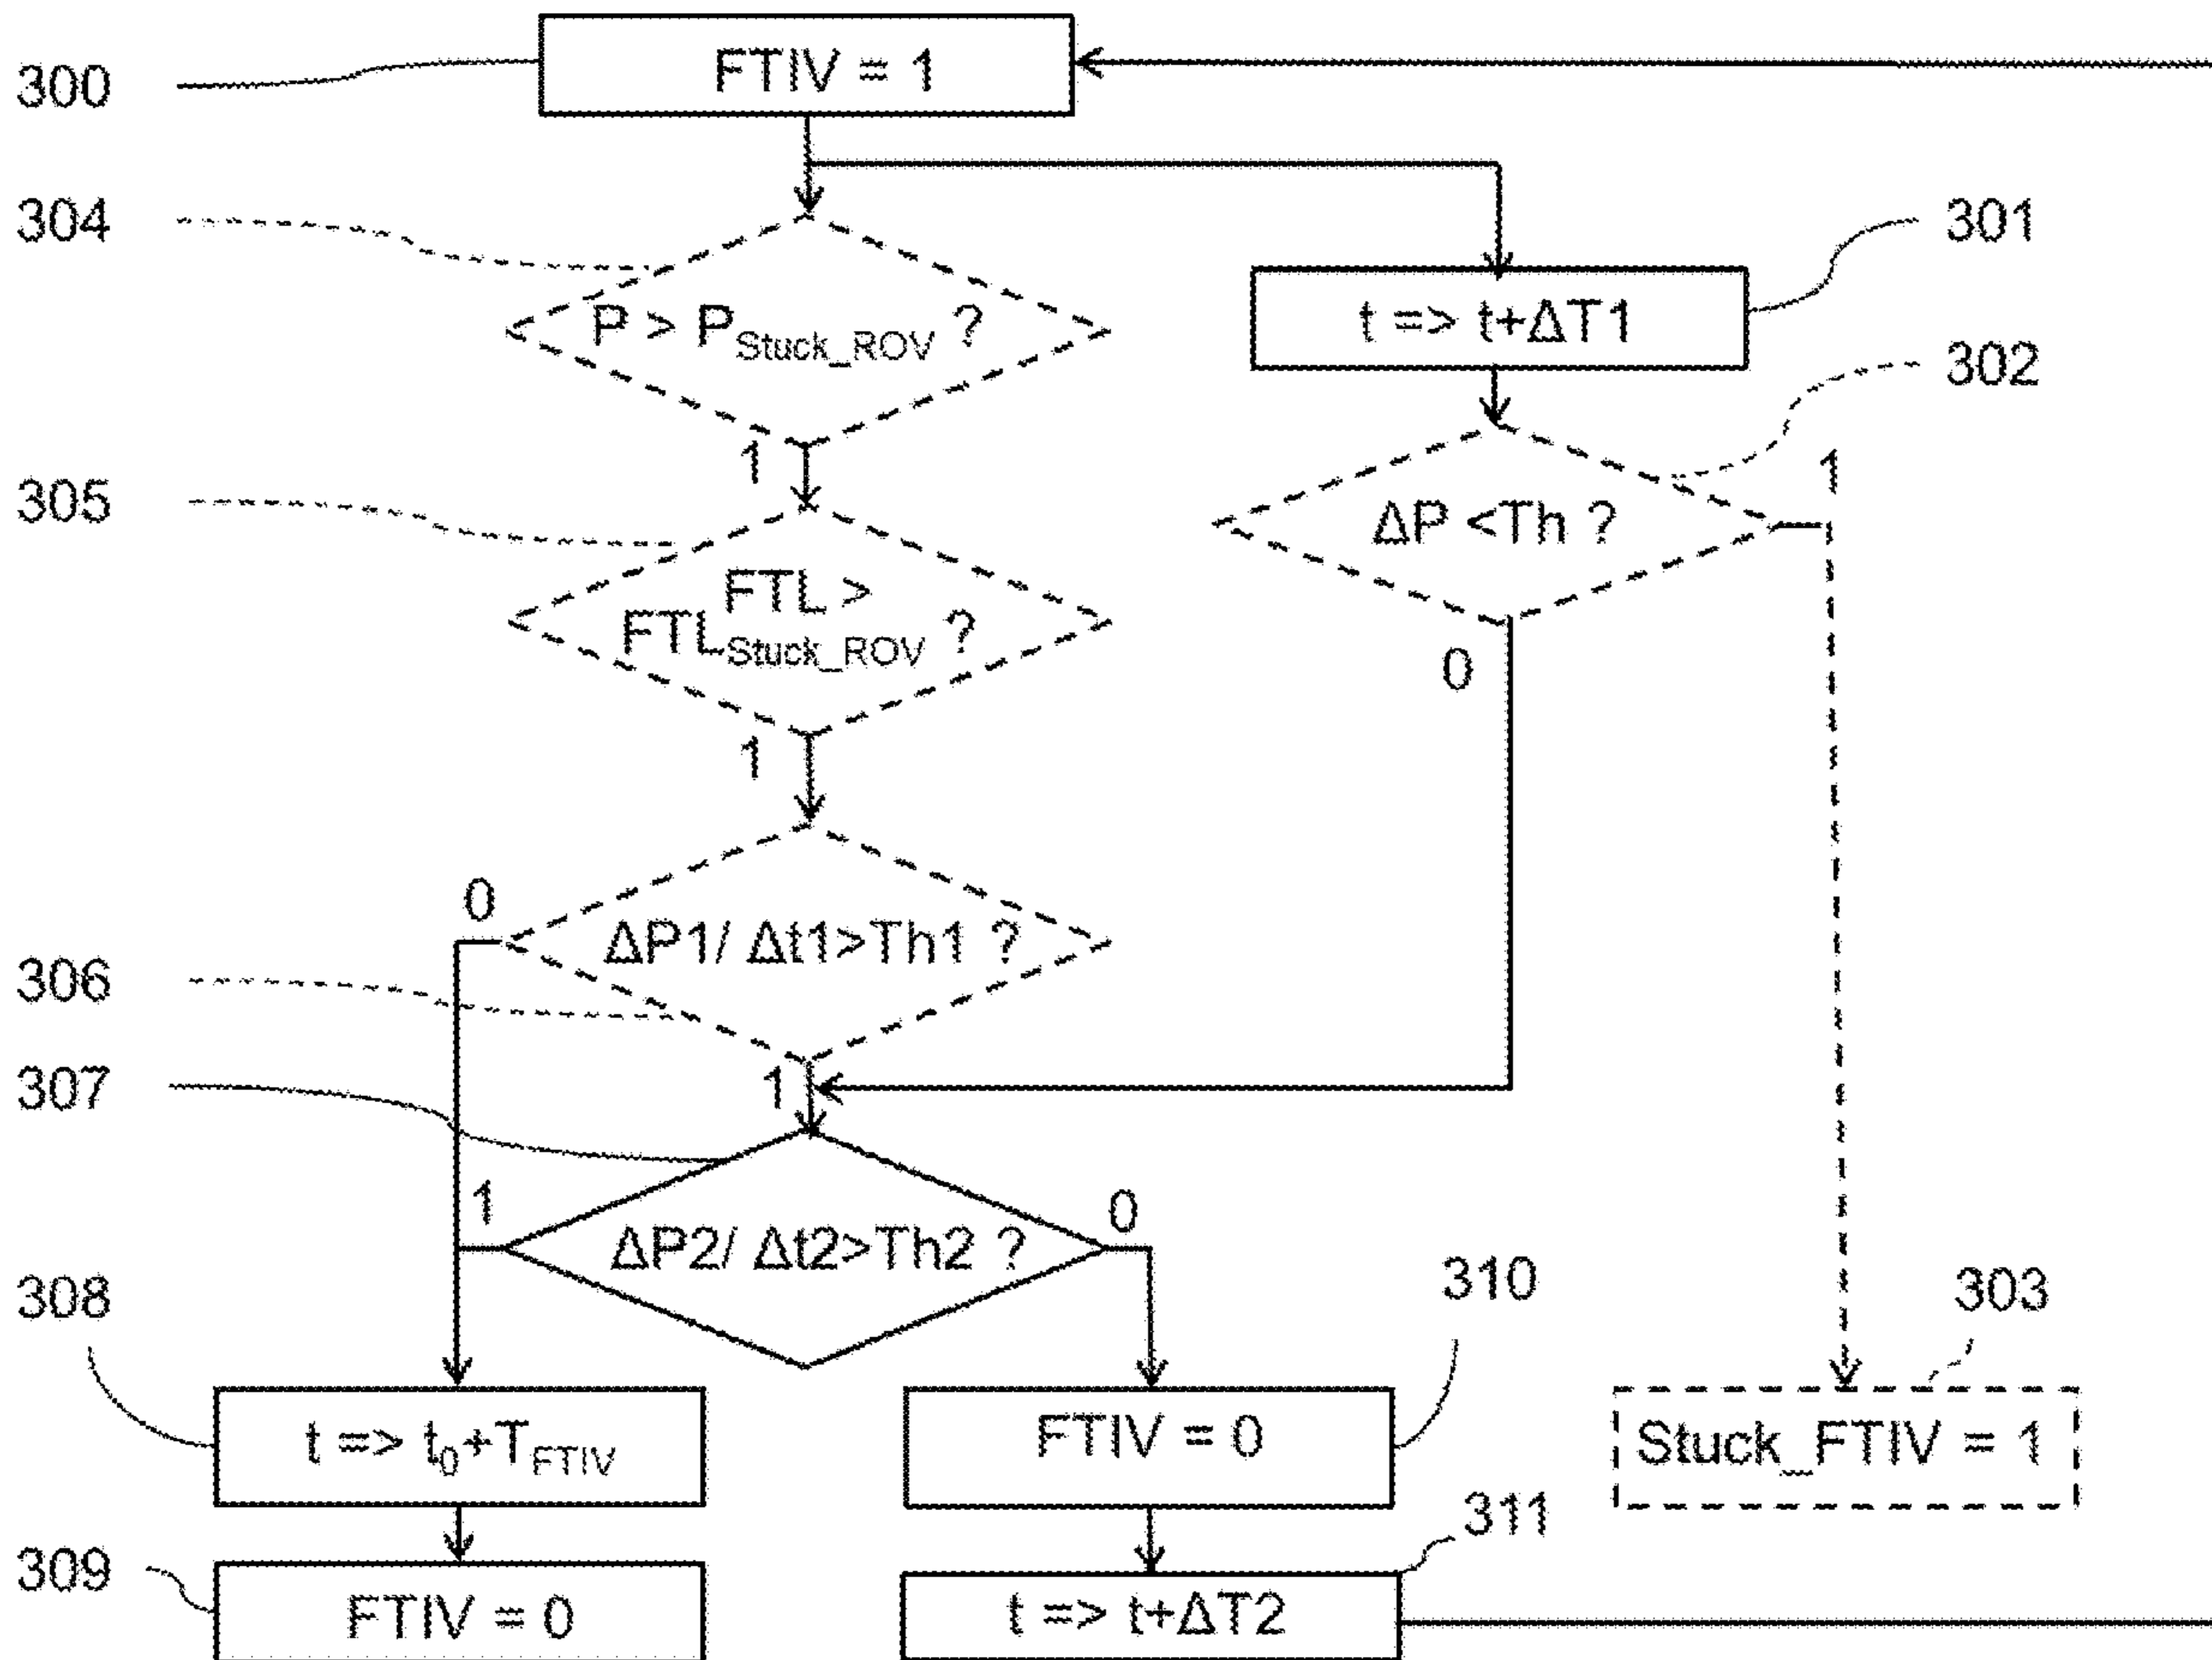 300
FTIV = 1
304
301
P > P_Stuck_ROV ?
t => t+ΔT1
302
1
1
305
ΔP <Th ?
FTL >
FTL_Stuck_ROV ?
0
1
0
ΔP1/ Δt1>Th1 ?
306
307
1
1
0
ΔP2/ Δt2>Th2 ?
308
310
303
t => t₀+T_FTIV
FTIV = 0
Stuck_FTIV = 1
311
309
FTIV = 0
t => t+ΔT2